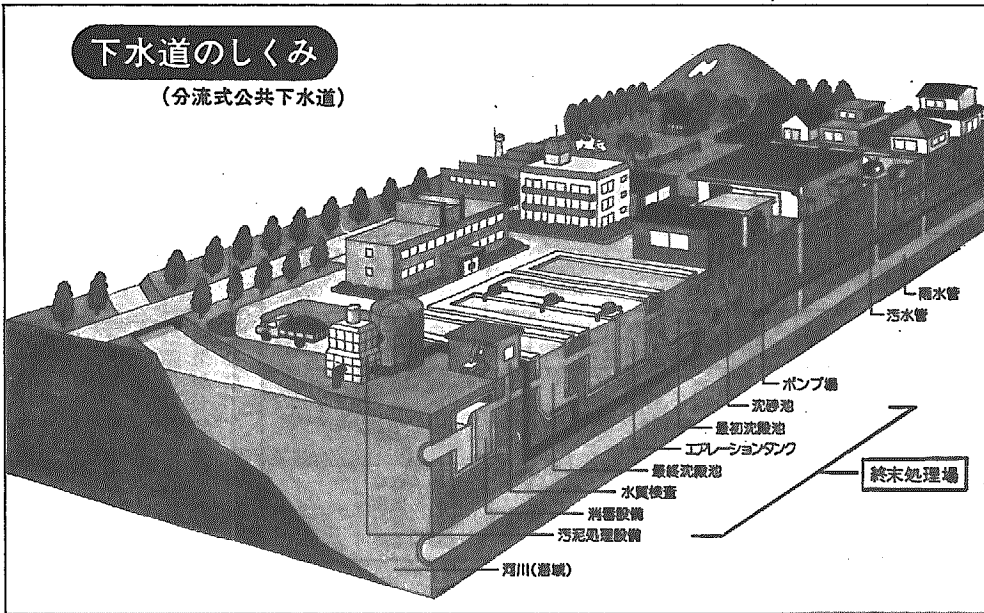 下水道のしくみ
(分流式公共下水道)
雨水管
汚水管
ポンプ場
沈砂池
最初沈殿池
エアレーションタンク
最終沈殿池
水質検査
消毒設備
汚泥処理設備
河川(海域)
終末処理場